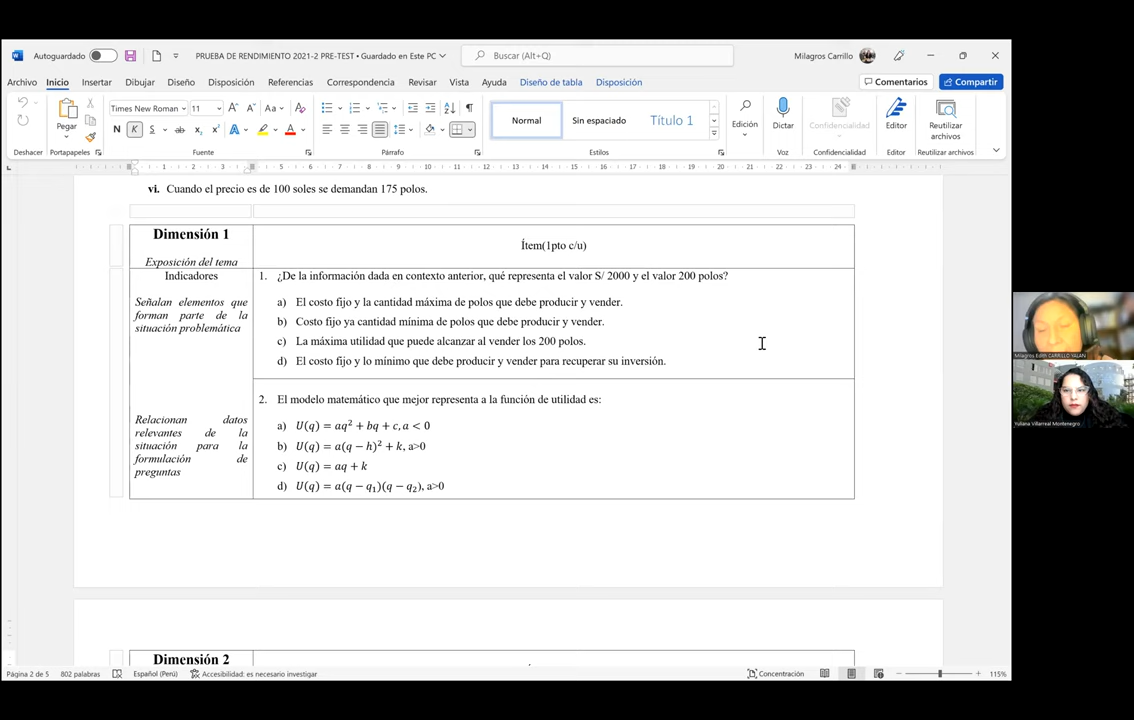 Autoguardado
PRUEBA DE RENDIMIENTO 2021-2 PRE-TEST • Guardado en Este PC
Buscar (Alt+Q)
Milagros Carrillo
Archivo Inicio Insertar Dibujar Diseño Disposición Referencias Correspondencia Revisar Vista Ayuda Diseño de tabla Disposición
Comentarios Compartir
Times New Roman 11
Pegar
Normal Sin espaciado Título 1
Edición Dictar Confidencialidad Editor Reutilizar archivos
Deshacer Portapapeles Fuente Párrafo Estilos Confidencialidad Voz Editor Reutilizar archivos
vi. Cuando el precio es de 100 soles se demandan 175 polos.
Dimensión 1
Exposición del tema
Ítem(1pto c/u)
Indicadores
Señalan elementos que
forman parte de la
situación problemática
1. ¿De la información dada en contexto anterior, qué representa el valor S/ 2000 y el valor 200 polos?
a) El costo fijo y la cantidad máxima de polos que debe producir y vender.
b) Costo fijo ya cantidad mínima de polos que debe producir y vender.
c) La máxima utilidad que puede alcanzar al vender los 200 polos.
d) El costo fijo y lo mínimo que debe producir y vender para recuperar su inversión.
Relacionan datos
relevantes de la
situación para la
formulación de
preguntas
2. El modelo matemático que mejor representa a la función de utilidad es:
a) U(q) = aq² + bq + c, a < 0
b) U(q) = a(q − h)² + k, a>0
c) U(q) = aq + k
d) U(q) = a(q − q₁)(q − q₂), a>0
Dimensión 2
Milagros Edith CARRILLO YALAN
Yuliana Villarreal Montenegro
Página 2 de 5 802 palabras Español (Perú) Accesibilidad: es necesario investigar
Concentración 115%